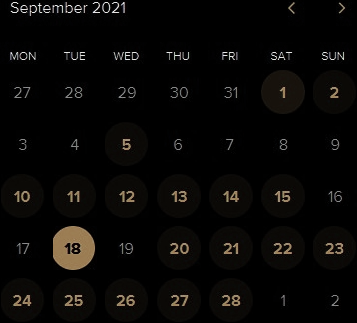 September 2021
MON TUE WED THU FRI SAT SUN
27 28 29 30 31 1 2
3 4 5 6 7 8 9
10 11 12 13 14 15 16
17 18 19 20 21 22 23
24 25 26 27 28 1 2